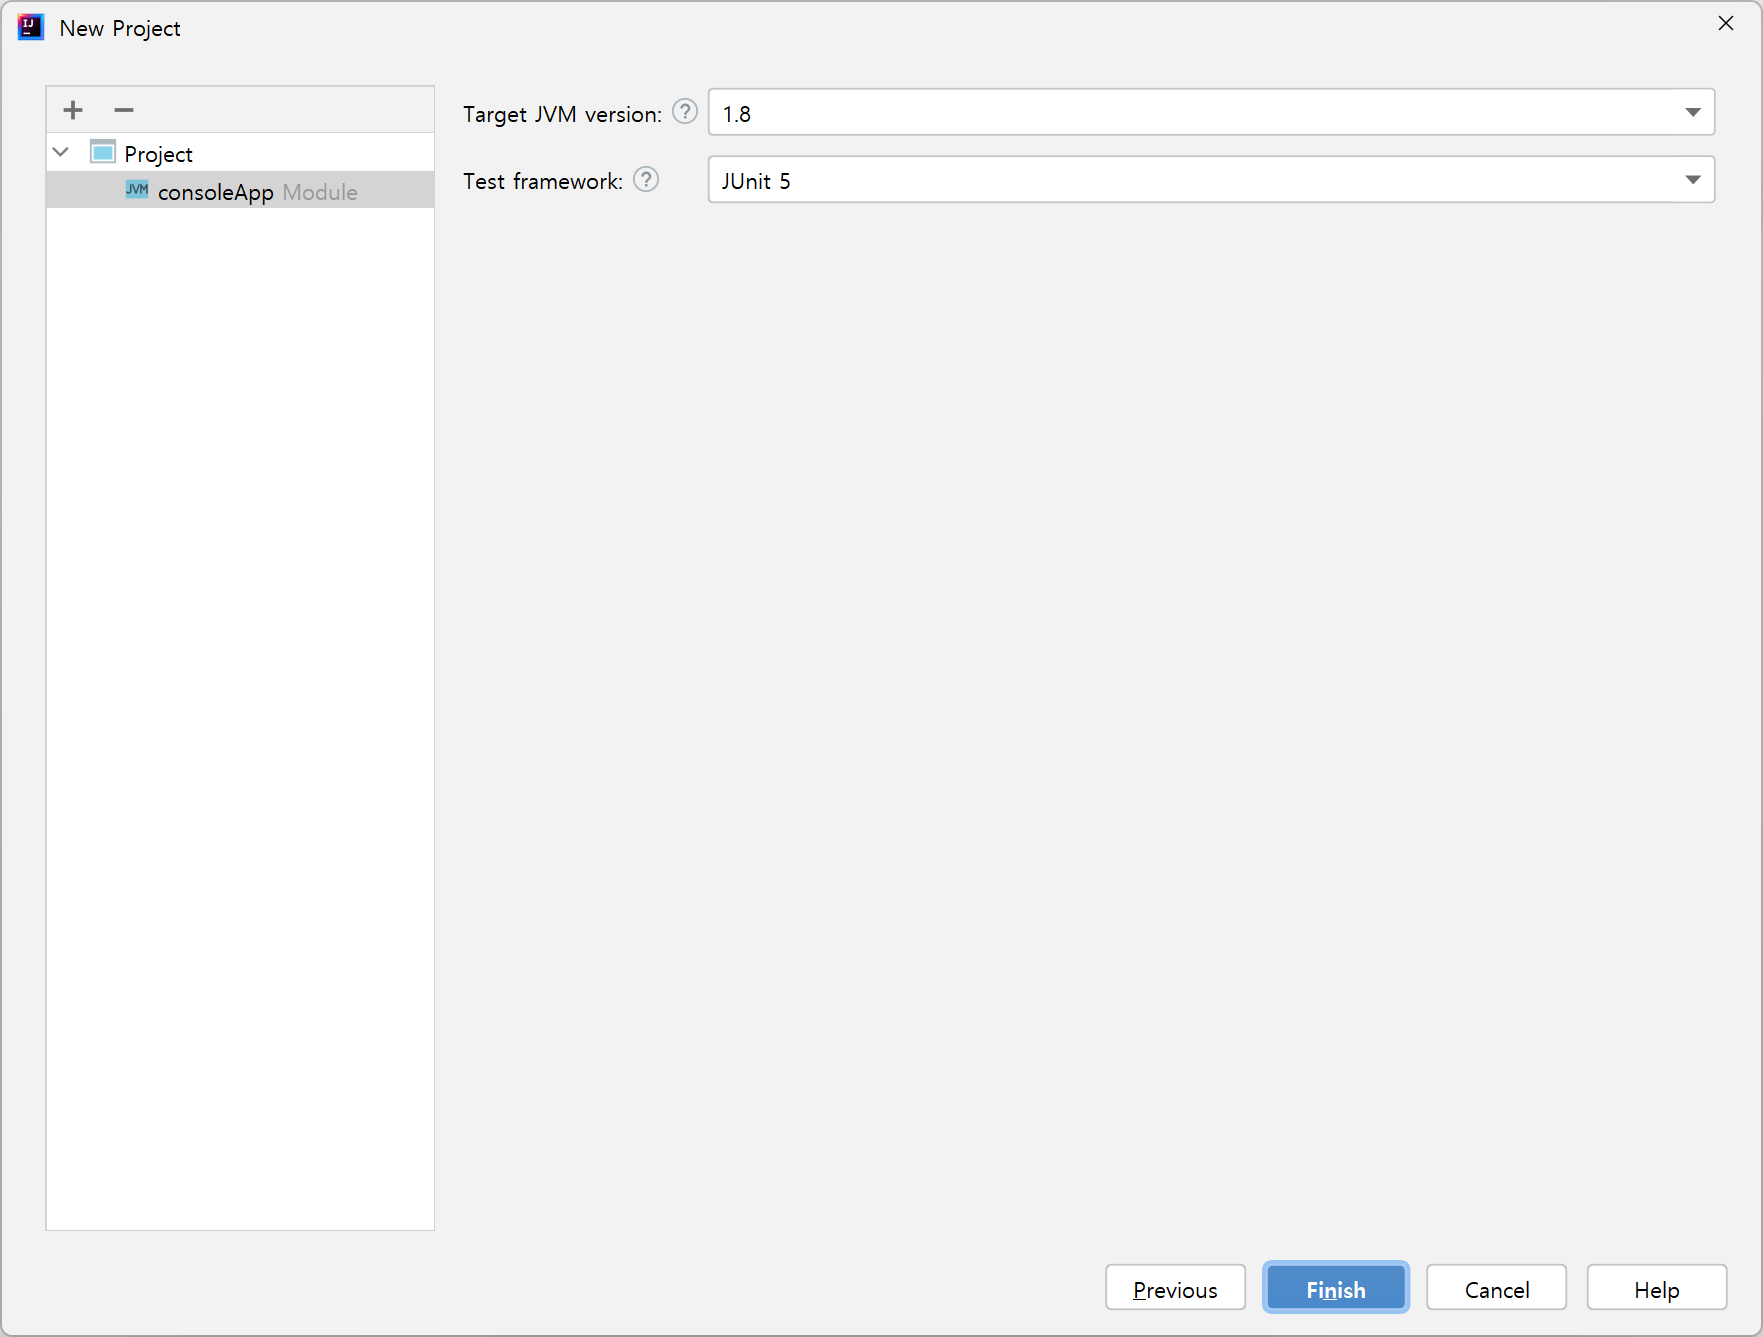 New Project
Project
JVM consoleApp Module
Target JVM version: ? 1.8
Test framework: ? JUnit 5
Previous Finish Cancel Help